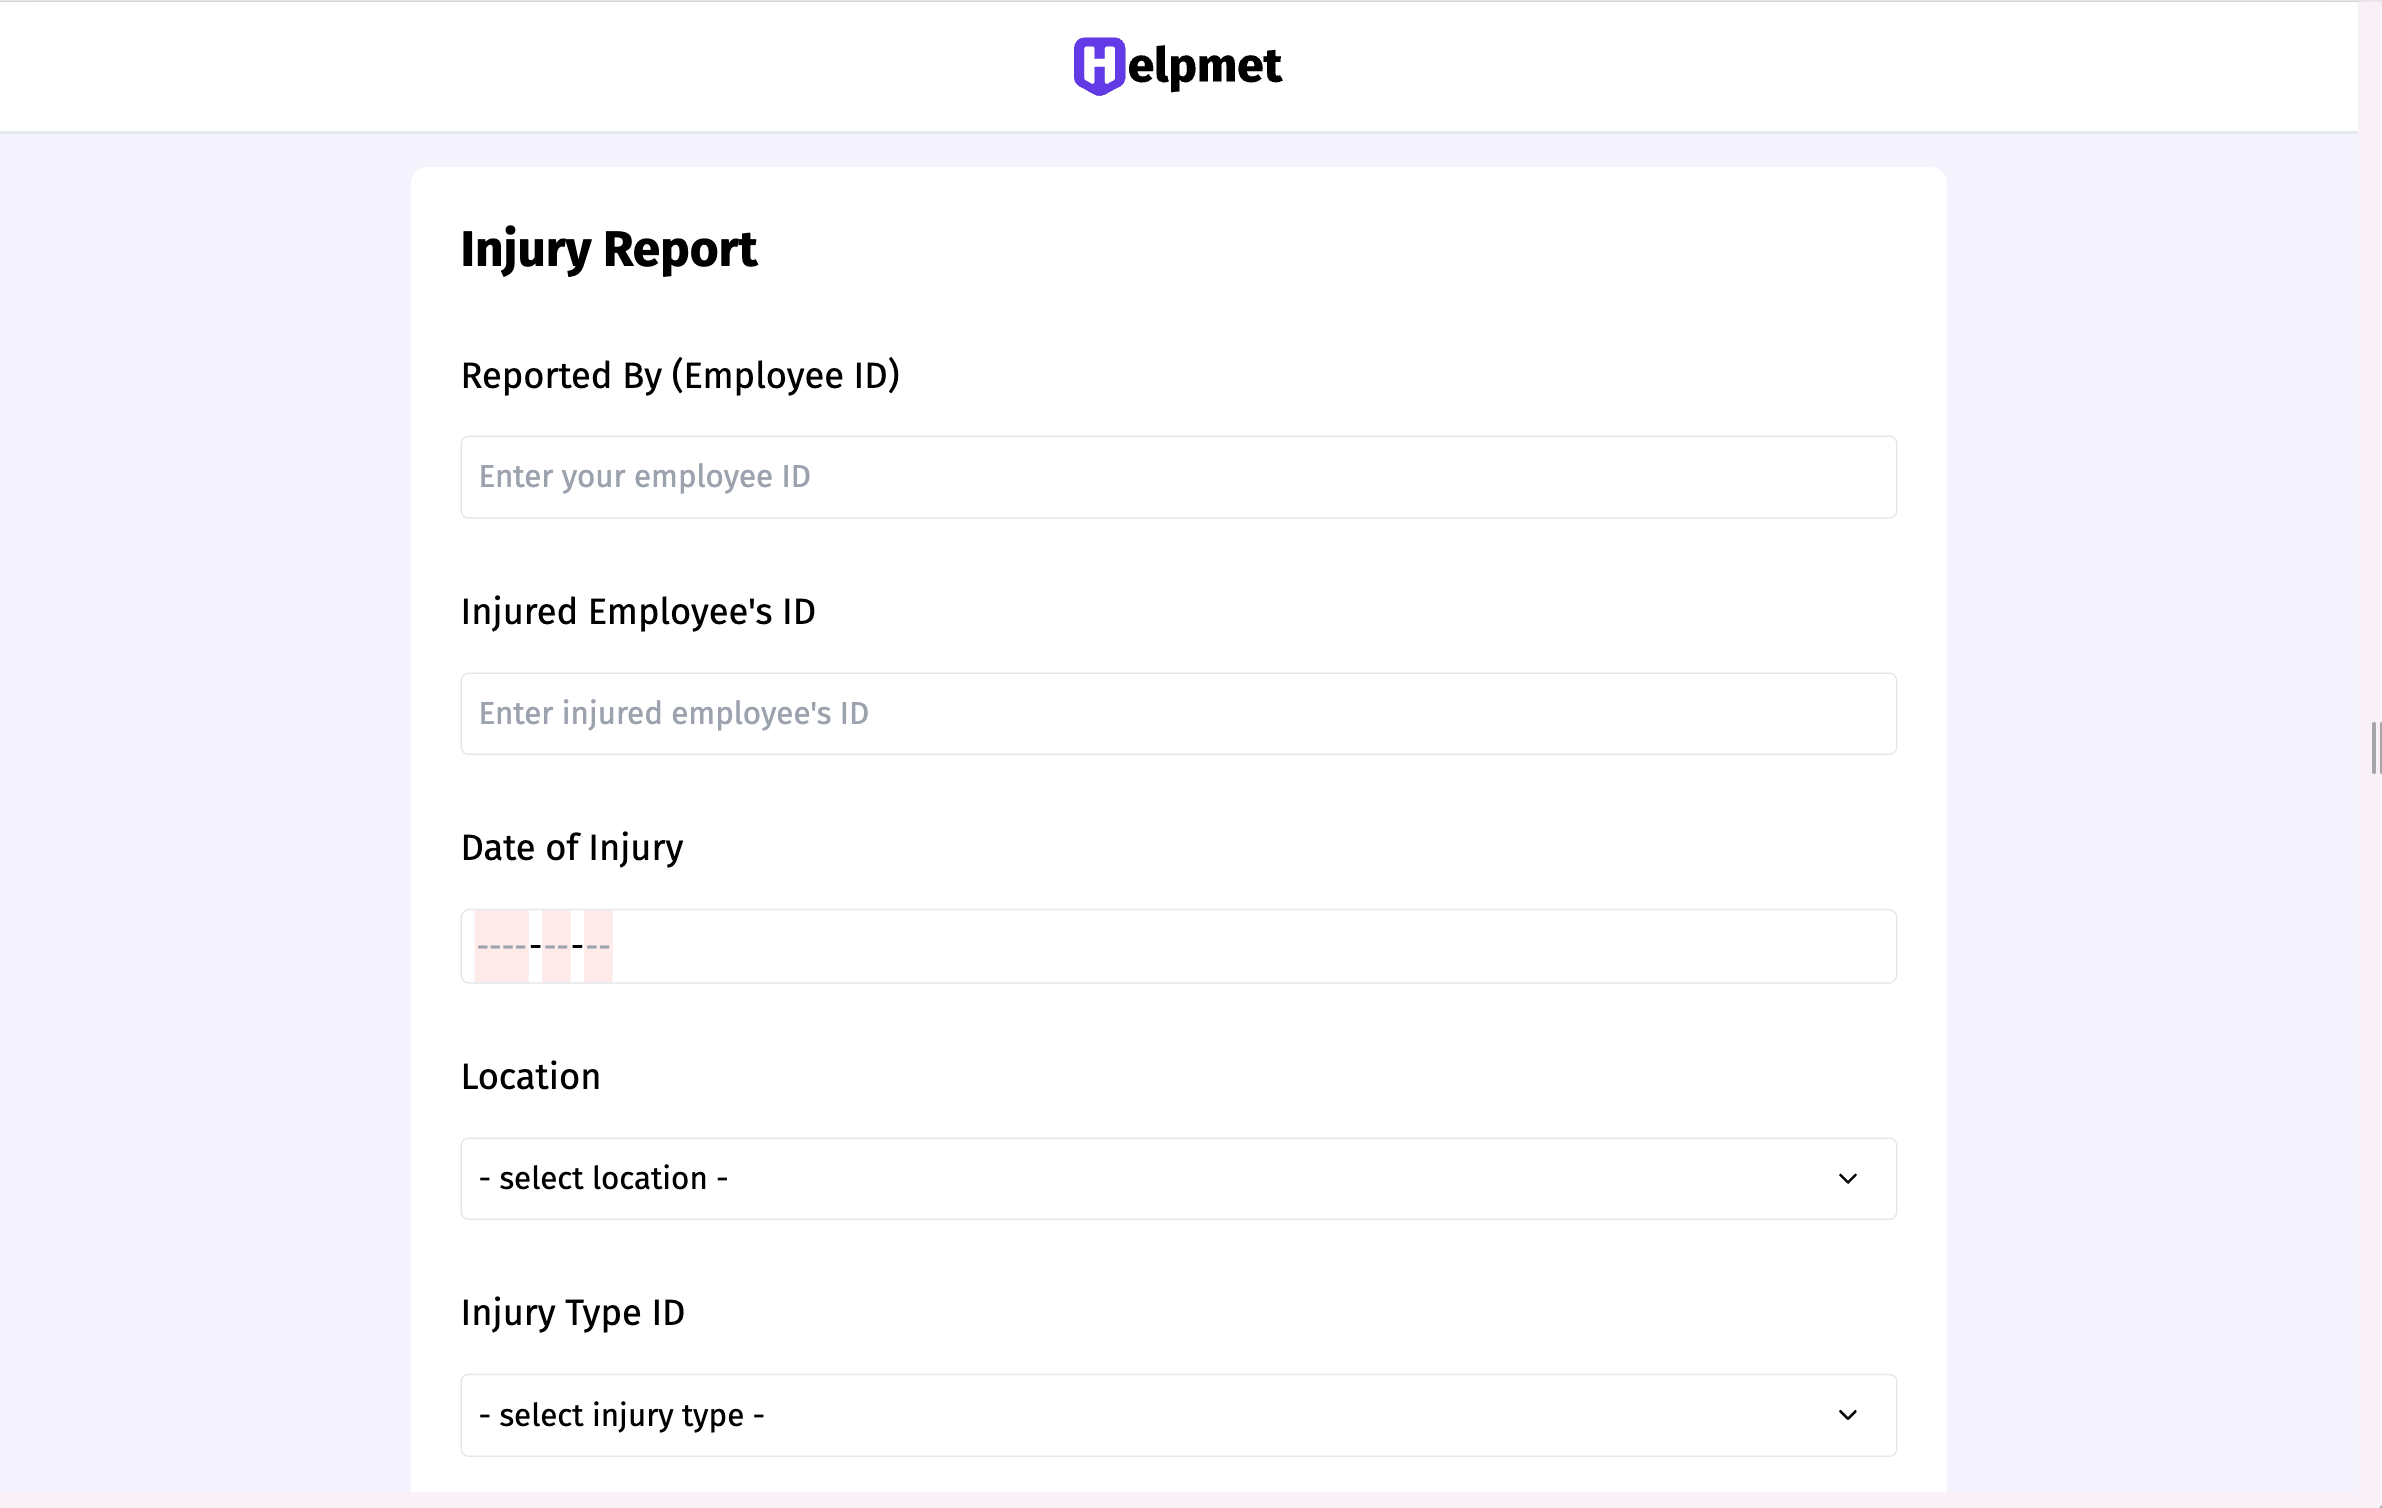 Helpmet
Injury Report
Reported By (Employee ID)
Enter your employee ID
Injured Employee's ID
Enter injured employee's ID
Date of Injury
-----–-----
Location
- select location -
Injury Type ID
- select injury type -